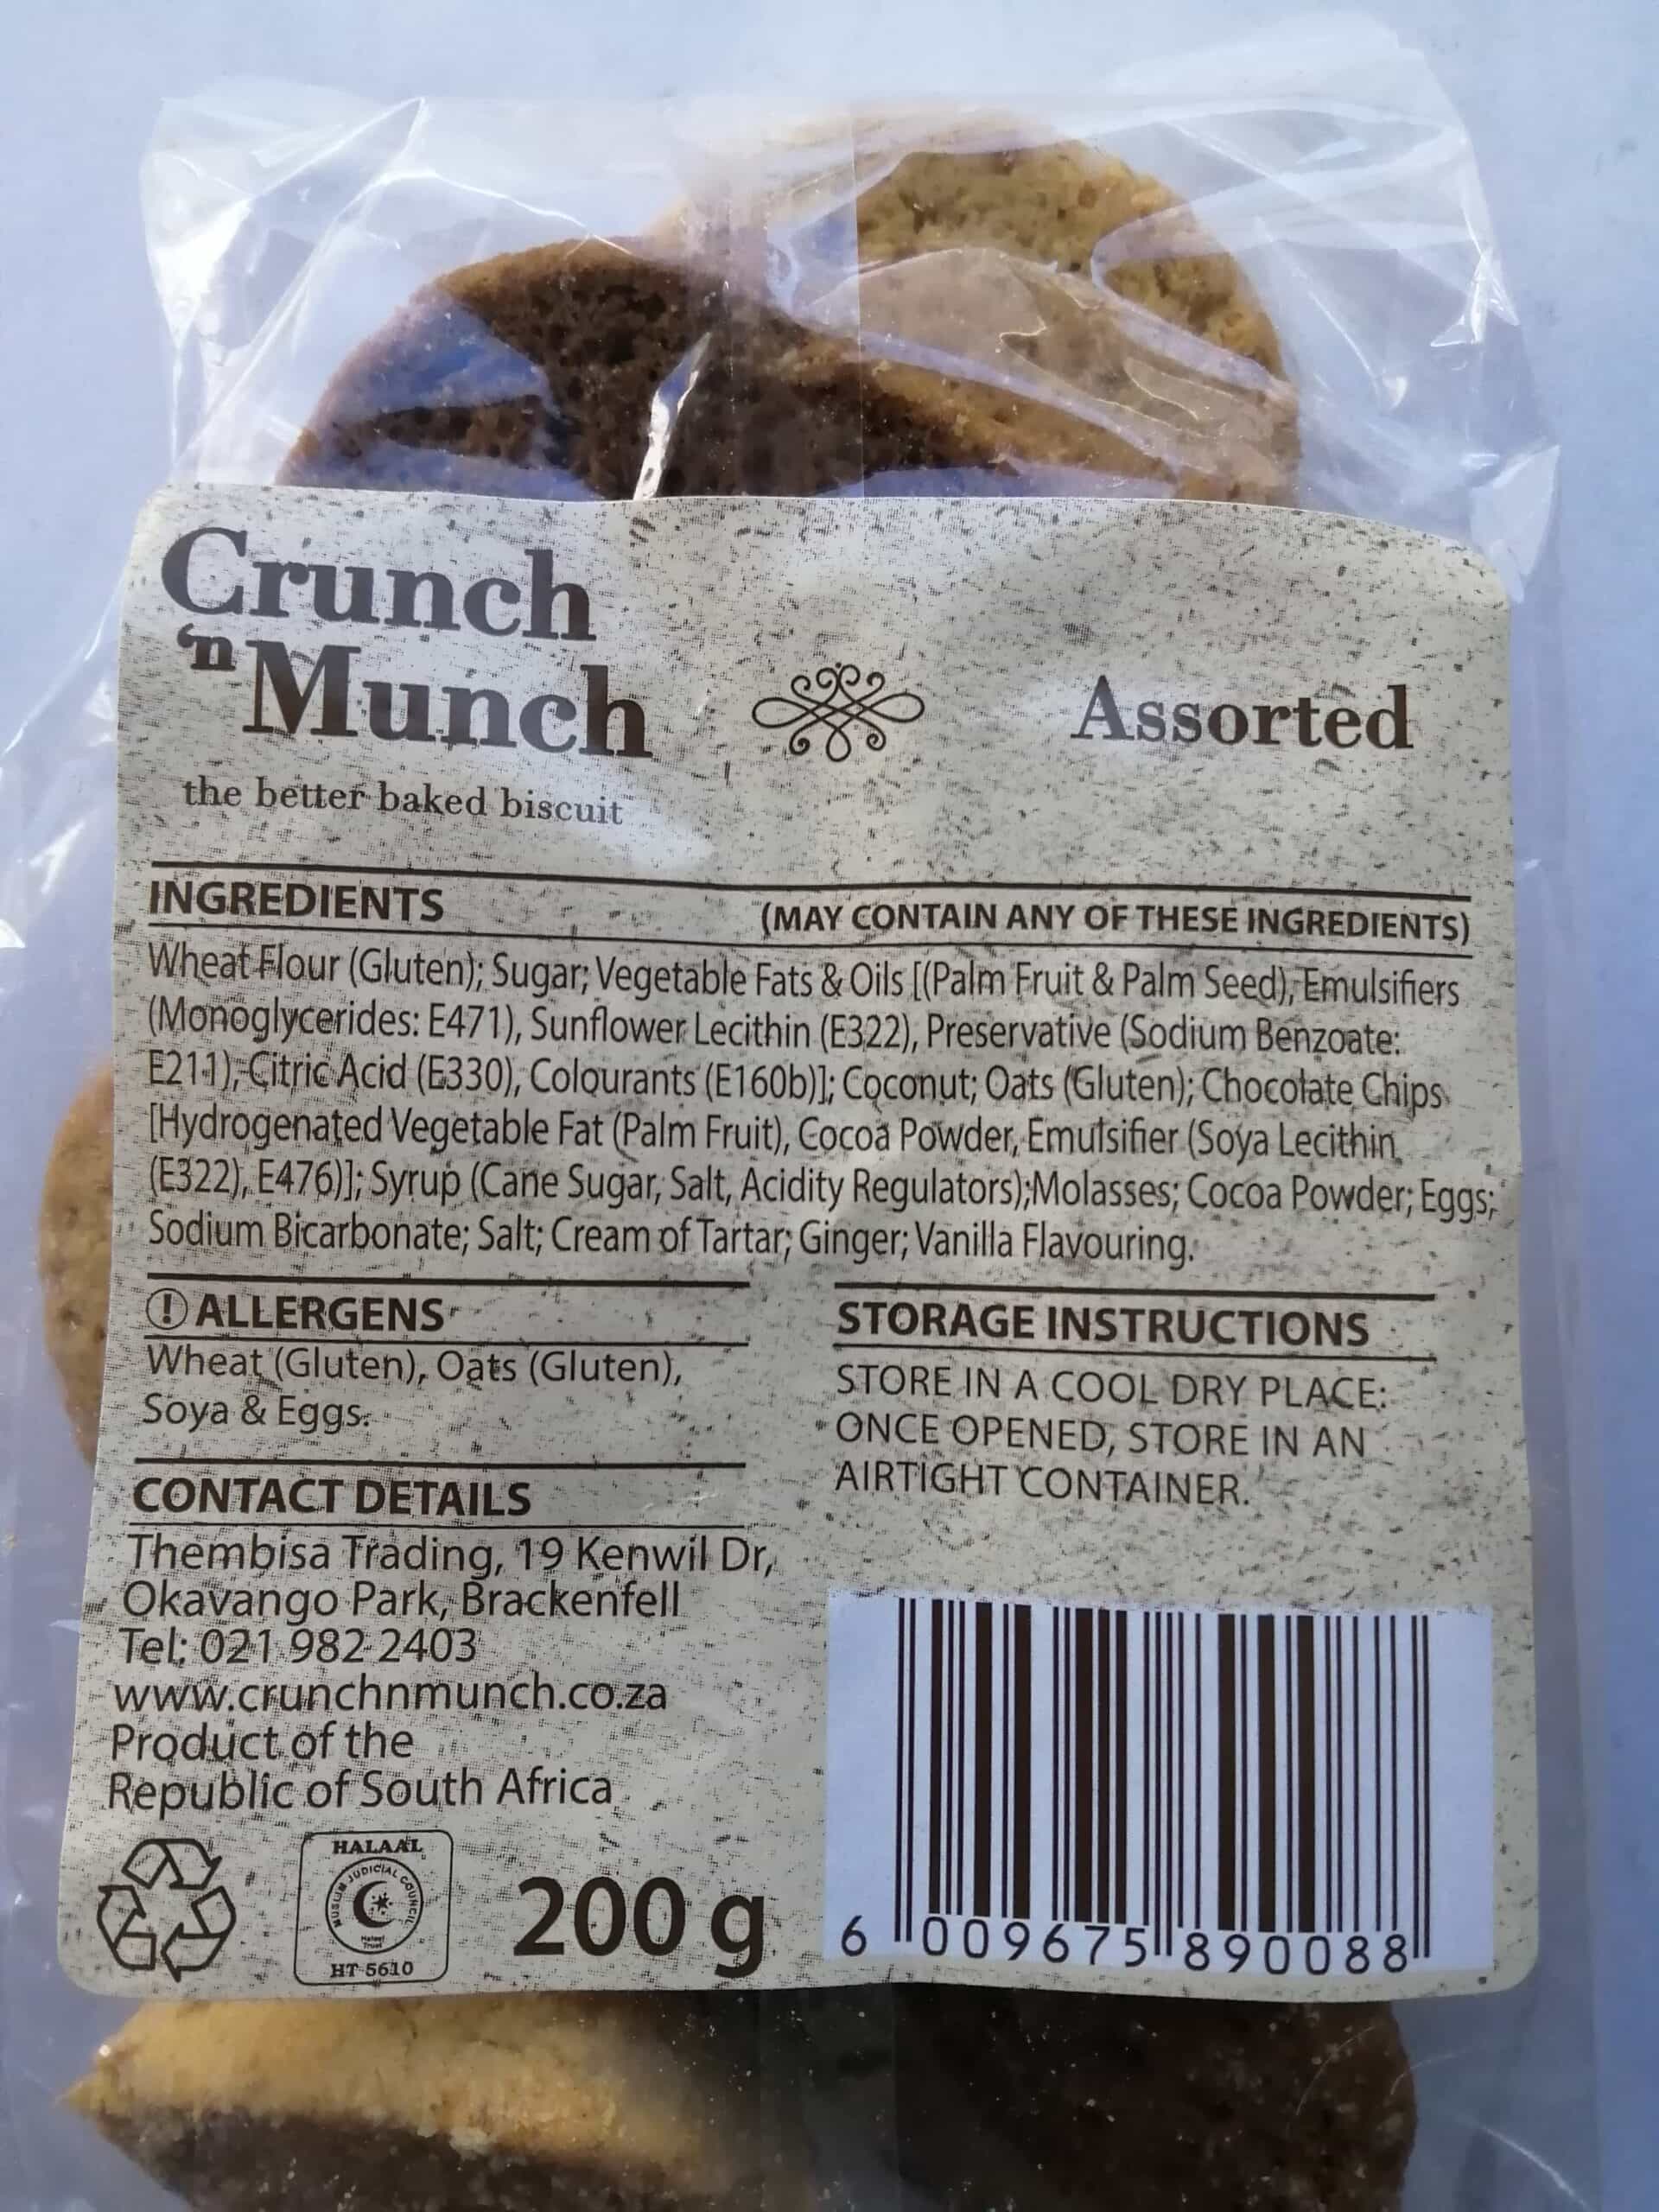 Crunch
'n Munch
the better baked biscuit
Assorted
INGREDIENTS
(MAY CONTAIN ANY OF THESE INGREDIENTS)
Wheat Flour (Gluten); Sugar; Vegetable Fats & Oils [(Palm Fruit & Palm Seed), Emulsifiers
(Monoglycerides: E471), Sunflower Lecithin (E322), Preservative (Sodium Benzoate:
E211), Citric Acid (E330), Colourants (E160b)]; Coconut; Oats (Gluten); Chocolate Chips
[Hydrogenated Vegetable Fat (Palm Fruit), Cocoa Powder, Emulsifier (Soya Lecithin
(E322), E476)]; Syrup (Cane Sugar, Salt, Acidity Regulators);Molasses; Cocoa Powder; Eggs;
Sodium Bicarbonate; Salt; Cream of Tartar; Ginger; Vanilla Flavouring.
! ALLERGENS
Wheat (Gluten), Oats (Gluten),
Soya & Eggs.
STORAGE INSTRUCTIONS
STORE IN A COOL DRY PLACE:
ONCE OPENED, STORE IN AN
AIRTIGHT CONTAINER.
CONTACT DETAILS
Thembisa Trading, 19 Kenwil Dr,
Okavango Park, Brackenfell
Tel: 021 982 2403
www.crunchnmunch.co.za
Product of the
Republic of South Africa
HALAAL
MUSLIM JUDICIAL COUNCIL
Halaal
Trust
HT 5610
200 g
6 009675 890088